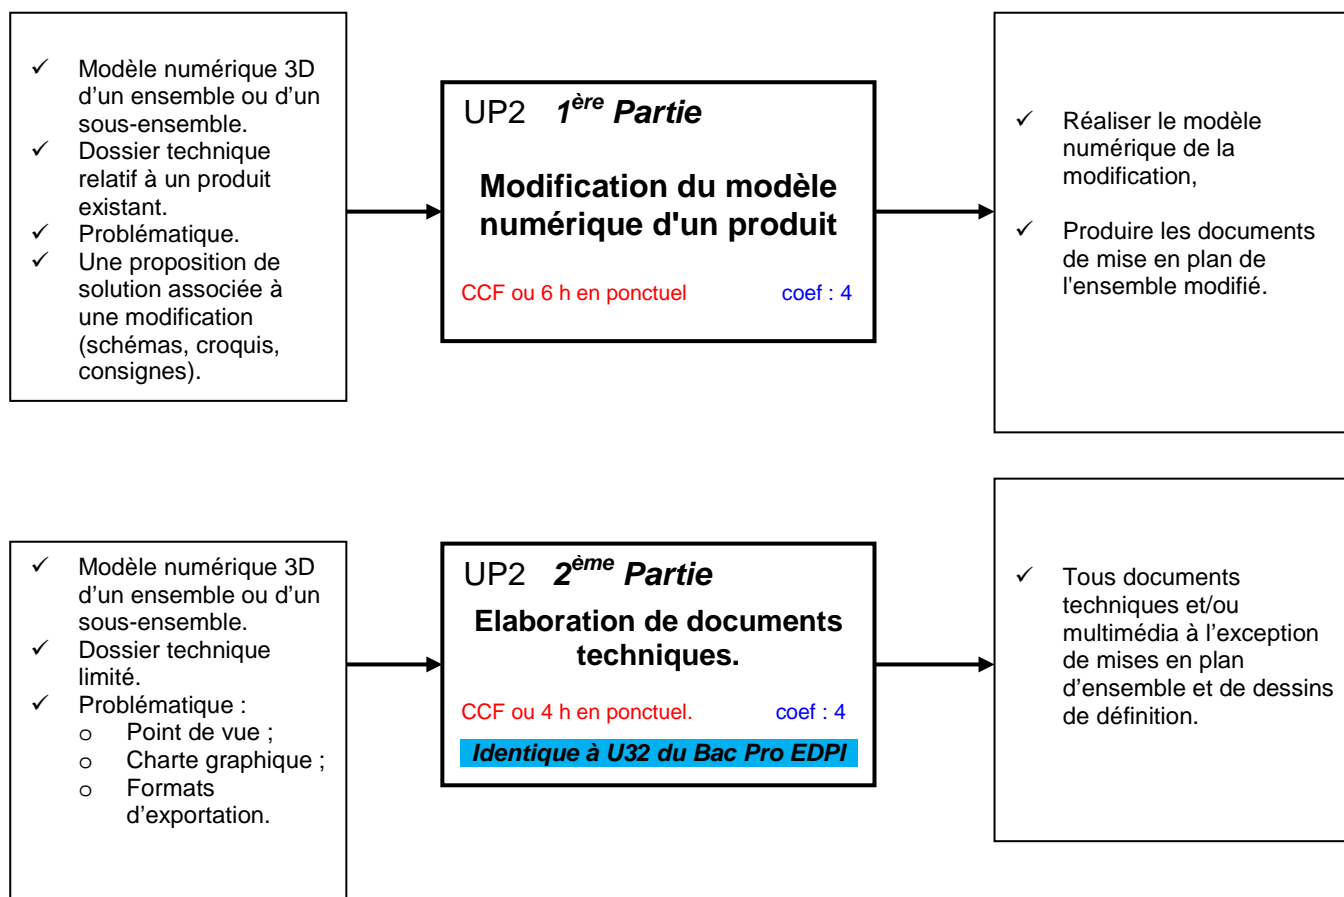 ✓ Modèle numérique 3D
d’un ensemble ou d’un
sous-ensemble.
✓ Dossier technique
relatif à un produit
existant.
✓ Problématique.
✓ Une proposition de
solution associée à
une modification
(schémas, croquis,
consignes).
UP2 1ère Partie
Modification du modèle
numérique d'un produit
CCF ou 6 h en ponctuel coef : 4
✓ Réaliser le modèle
numérique de la
modification,
✓ Produire les documents
de mise en plan de
l'ensemble modifié.
✓ Modèle numérique 3D
d’un ensemble ou d’un
sous-ensemble.
✓ Dossier technique
limité.
✓ Problématique :
o Point de vue ;
o Charte graphique ;
o Formats
d’exportation.
UP2 2ème Partie
Elaboration de documents
techniques.
CCF ou 4 h en ponctuel. coef : 4
Identique à U32 du Bac Pro EDPI
✓ Tous documents
techniques et/ou
multimédia à l’exception
de mises en plan
d’ensemble et de dessins
de définition.